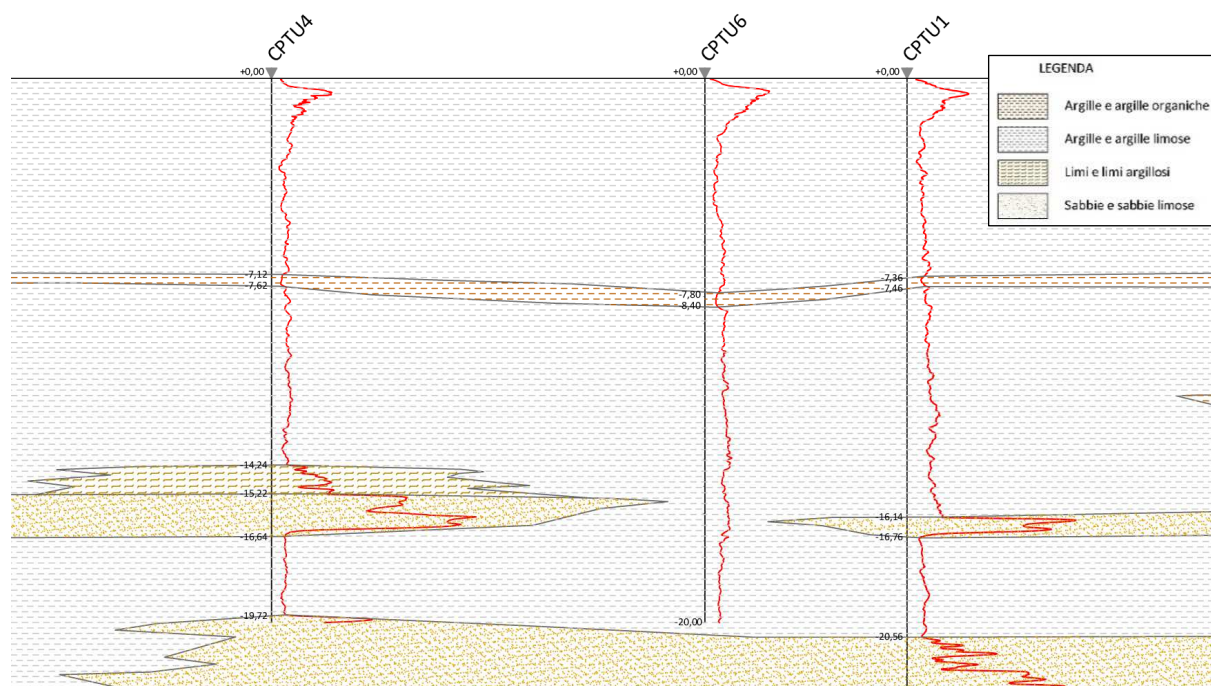 CPTU4
CPTU6
CPTU1
+0,00
+0,00
+0,00
LEGENDA
Argille e argille organiche
Argille e argille limose
Limi e limi argillosi
Sabbie e sabbie limose
-7,12
-7,62
-7,80
-8,40
-7,36
-7,46
-14,24
-15,22
-16,64
-16,14
-16,76
-19,72
-20,00
-20,56